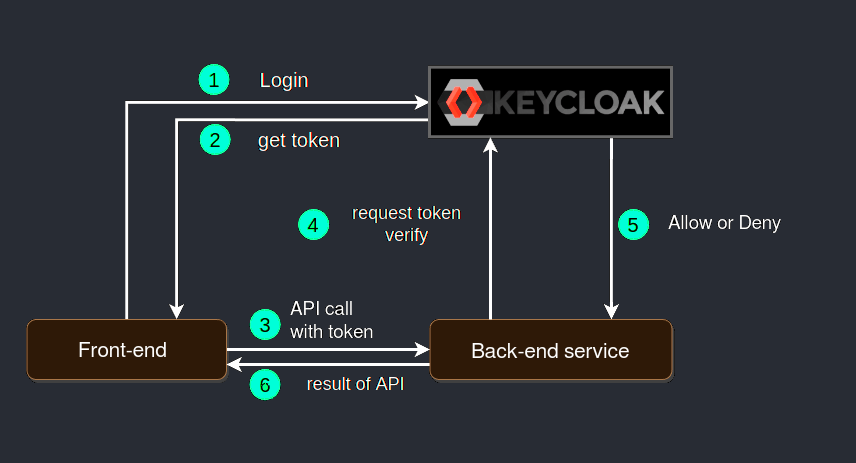 1
Login
KEYCLOAK
2
get token
4
request token
verify
5
Allow or Deny
3
API call
with token
Front-end
Back-end service
6
result of API